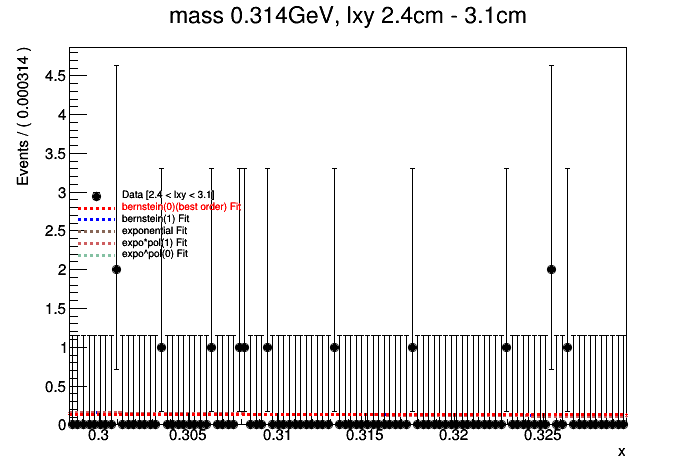 mass 0.314GeV, lxy 2.4cm - 3.1cm
Events / ( 0.000314 )
4.5
4
3.5
3
2.5
2
1.5
1
0.5
0
Data [2.4 < lxy < 3.1]
bernstein(0)(best order) Fit
bernstein(1) Fit
exponential Fit
expo*pol(1) Fit
expo^pol(0) Fit
0.3 0.305 0.31 0.315 0.32 0.325
x